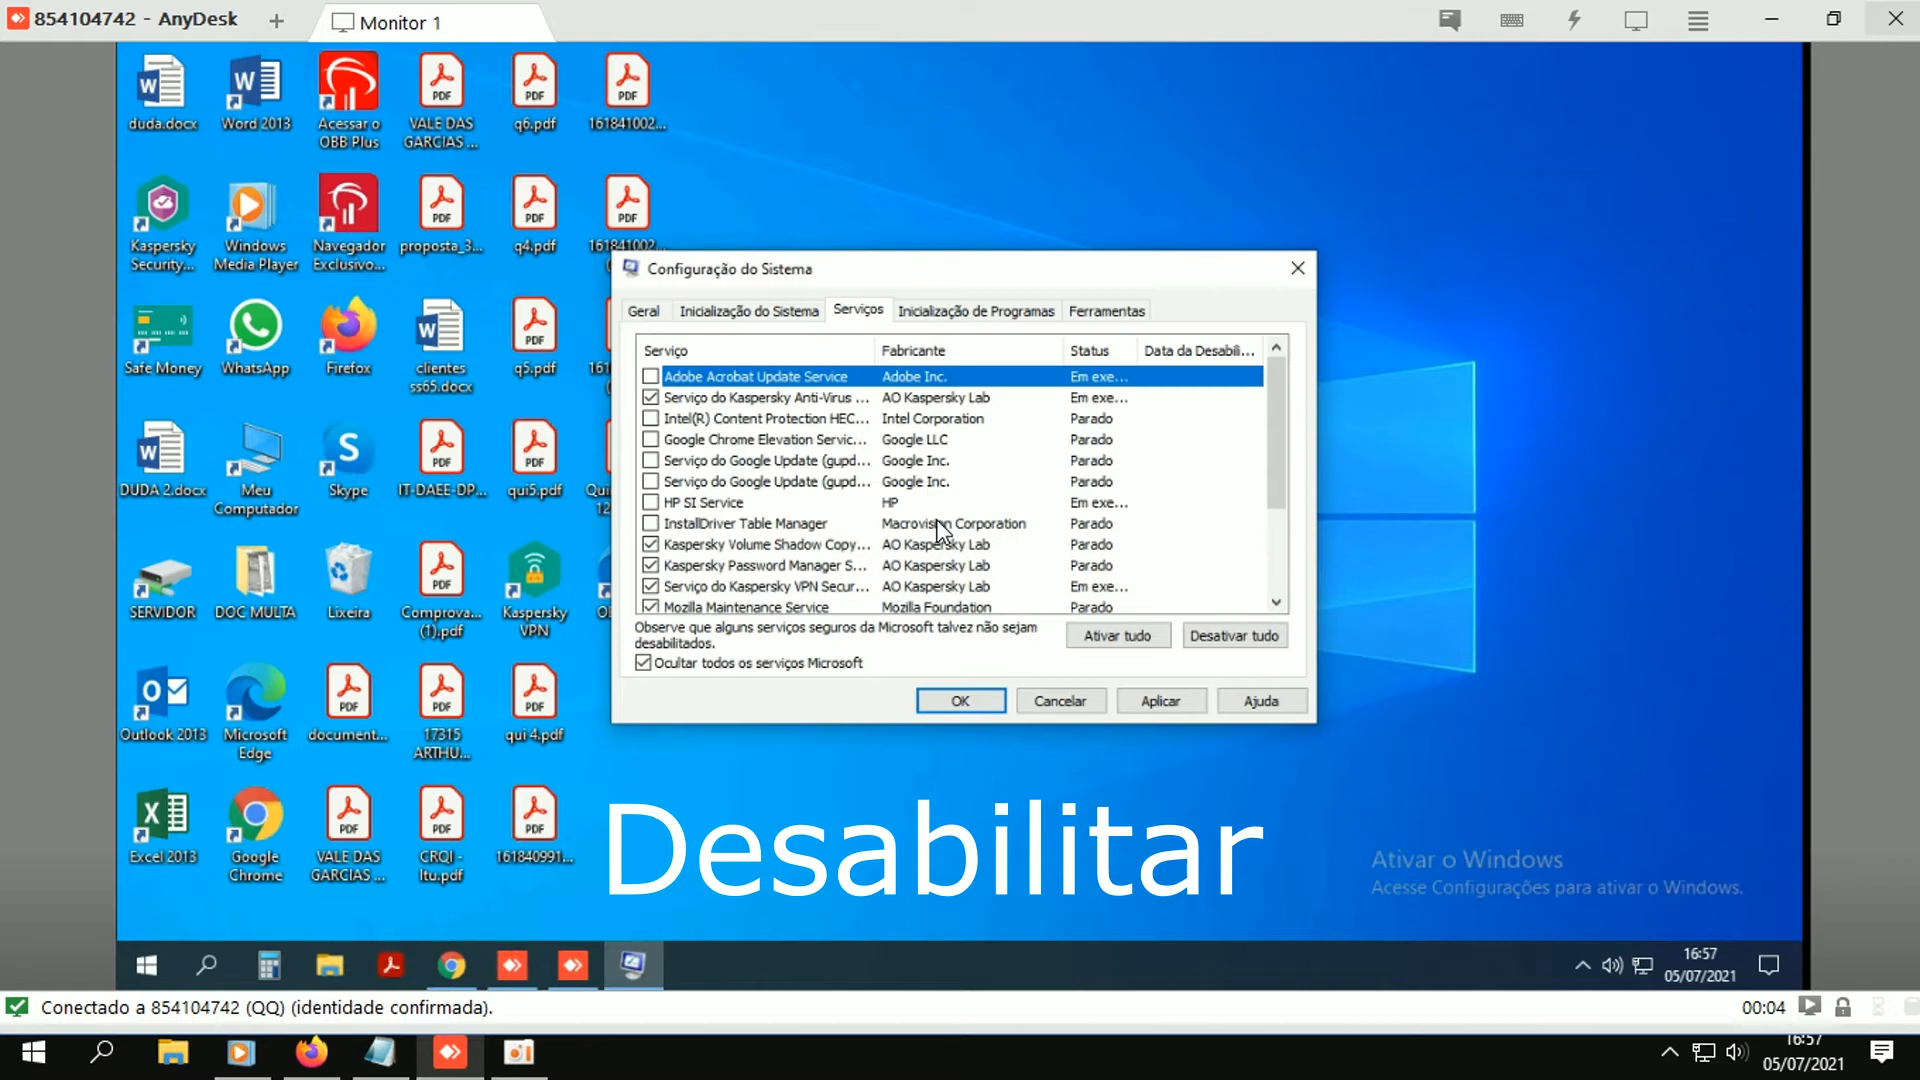 854104742 - AnyDesk
Monitor 1
duda.docx
Word 2013
Acessar o
OBB Plus
VALE DAS
GARCIAS ...
q6.pdf
161841002...
Kaspersky
Security...
Windows
Media Player
Navegador
Exclusivo...
proposta_3...
q4.pdf
161841002...
Safe Money
WhatsApp
Firefox
clientes
ss65.docx
q5.pdf
DUDA 2.docx
Meu
Computador
Skype
IT-DAEE-DP...
qui5.pdf
SERVIDOR
DOC MULTA
Lixeira
Comprova...
(1).pdf
Kaspersky
VPN
Outlook 2013
Microsoft
Edge
document...
17315
ARTHU...
qui 4.pdf
Excel 2013
Google
Chrome
VALE DAS
GARCIAS ...
CRQI -
Itu.pdf
161840991...
Configuração do Sistema
Geral
Inicialização do Sistema
Serviços
Inicialização de Programas
Ferramentas
Serviço Fabricante Status Data da Desabili...
Adobe Acrobat Update Service Adobe Inc. Em exe...
Serviço do Kaspersky Anti-Virus ... AO Kaspersky Lab Em exe...
Intel(R) Content Protection HEC... Intel Corporation Parado
Google Chrome Elevation Servic... Google LLC Parado
Serviço do Google Update (gupd... Google Inc. Parado
Serviço do Google Update (gupd... Google Inc. Parado
HP SI Service HP Em exe...
InstallDriver Table Manager Macrovision Corporation Parado
Kaspersky Volume Shadow Copy... AO Kaspersky Lab Parado
Kaspersky Password Manager S... AO Kaspersky Lab Parado
Serviço do Kaspersky VPN Secur... AO Kaspersky Lab Em exe...
Mozilla Maintenance Service Mozilla Foundation Parado
Observe que alguns serviços seguros da Microsoft talvez não sejam
desabilitados.
Ativar tudo
Desativar tudo
Ocultar todos os serviços Microsoft
OK
Cancelar
Aplicar
Ajuda
Desabilitar
Ativar o Windows
Acesse Configurações para ativar o Windows.
16:57
05/07/2021
Conectado a 854104742 (QQ) (identidade confirmada).
00:04
16:57
05/07/2021